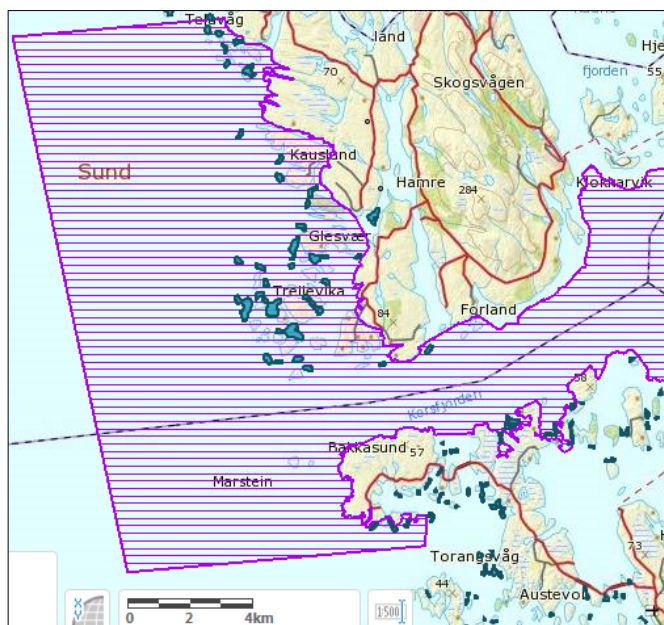 Telavåg
land
Hje
70
55
Skogsvågen
fjorden
Kausland
Sund
Hamre
Klokkarvik
284
Glesvær
Trellevika
Forland
84
58
Korsfjorden
Bakkasund
57
Marstein
73
Torangsvåg
44
Austevol
X
Y
0 2 4km
1:500